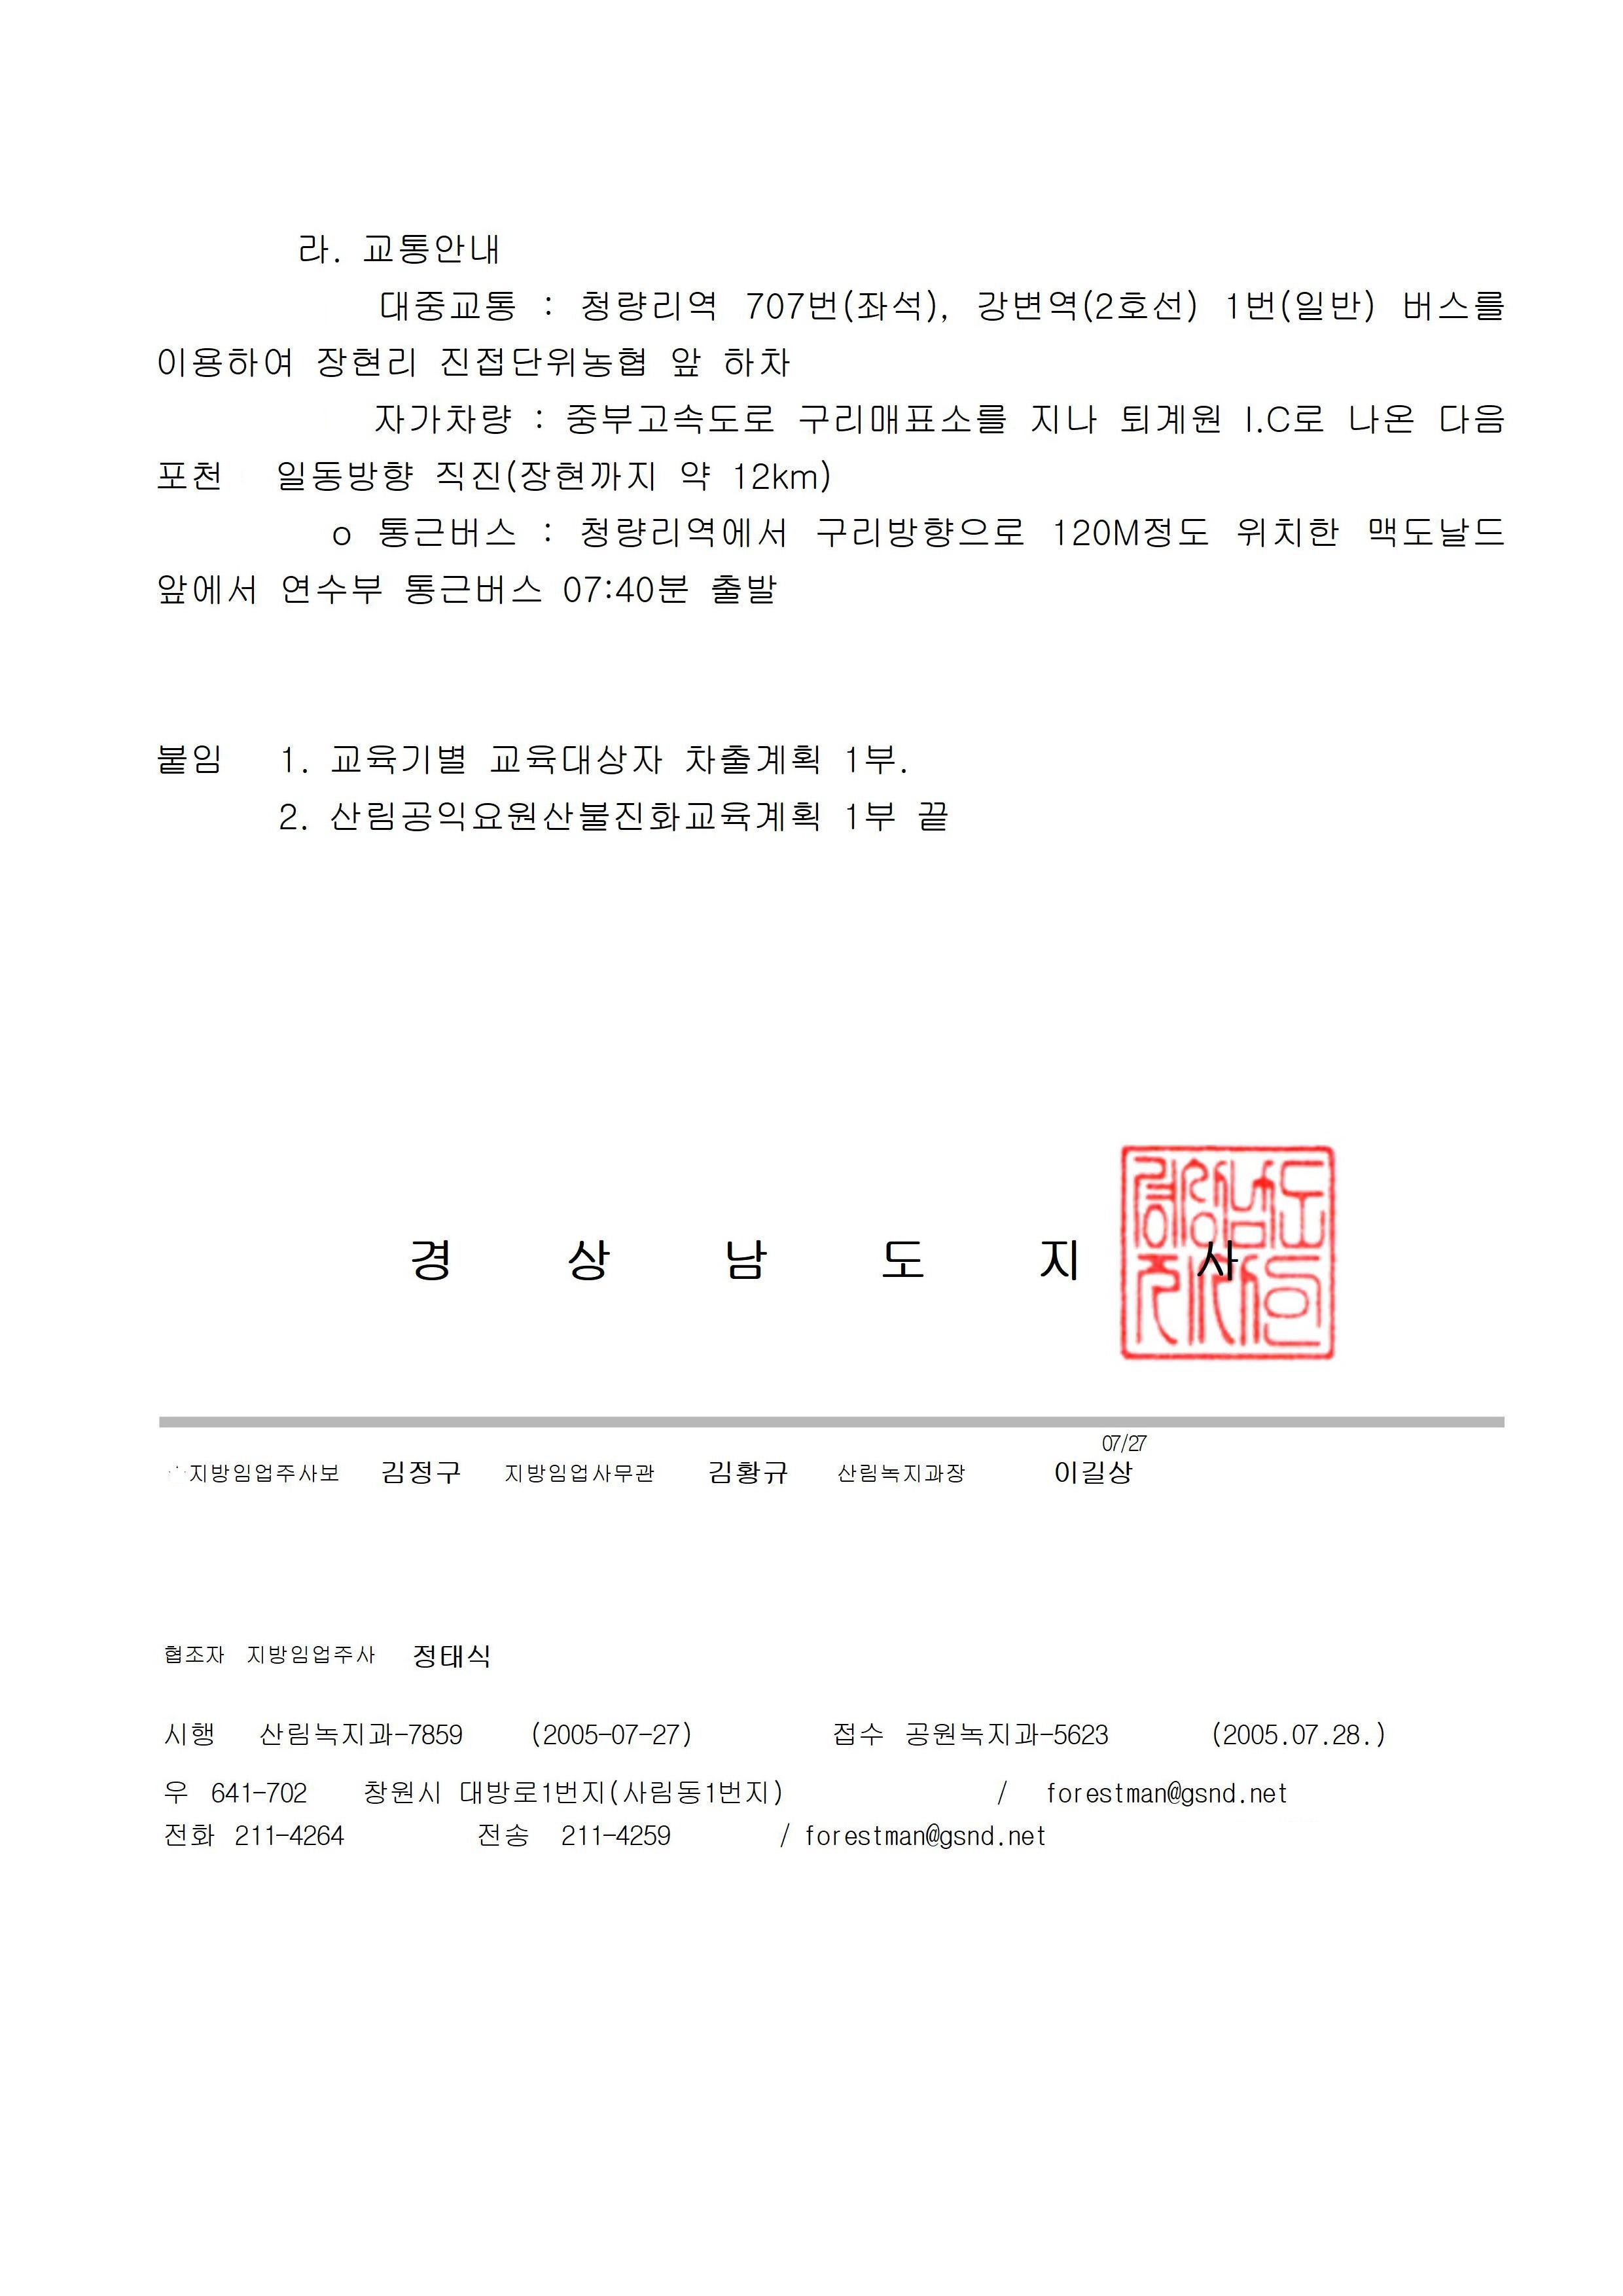 라. 교통안내
대중교통 : 청량리역 707번(좌석), 강변역(2호선) 1번(일반) 버스를
이용하여 장현리 진접단위농협 앞 하차
자가차량 : 중부고속도로 구리매표소를 지나 퇴계원 I.C로 나온 다음
포천 일동방향 직진(장현까지 약 12km)
o 통근버스 : 청량리역에서 구리방향으로 120M정도 위치한 맥도날드
앞에서 연수부 통근버스 07:40분 출발
붙임 1. 교육기별 교육대상자 차출계획 1부.
2. 산림공익요원산불진화교육계획 1부 끝
경 상 남 도 지 사
07/27
지방임업주사보 김정구 지방임업사무관 김황규 산림녹지과장 이길상
협조자 지방임업주사 정태식
시행 산림녹지과-7859 (2005-07-27) 접수 공원녹지과-5623 (2005.07.28.)
우 641-702 창원시 대방로1번지(사림동1번지) / forestman@gsnd.net
전화 211-4264 전송 211-4259 / forestman@gsnd.net